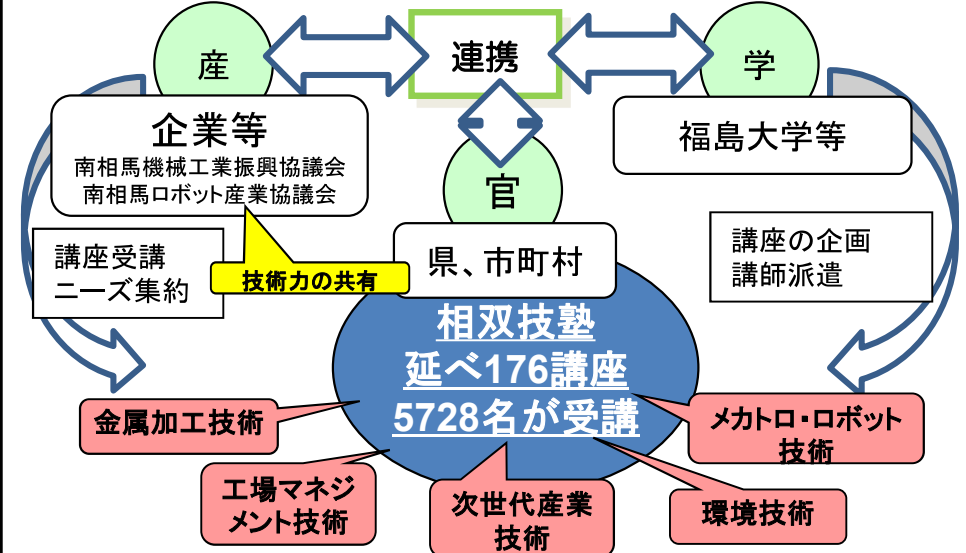 産
連携
学
企業等
南相馬機械工業振興協議会
南相馬ロボット産業協議会
福島大学等
官
県、市町村
講座受講
ニーズ集約
技術力の共有
講座の企画
講師派遣
相双技塾
延べ176講座
5728名が受講
金属加工技術
メカトロ・ロボット
技術
工場マネジ
メント技術
次世代産業
技術
環境技術